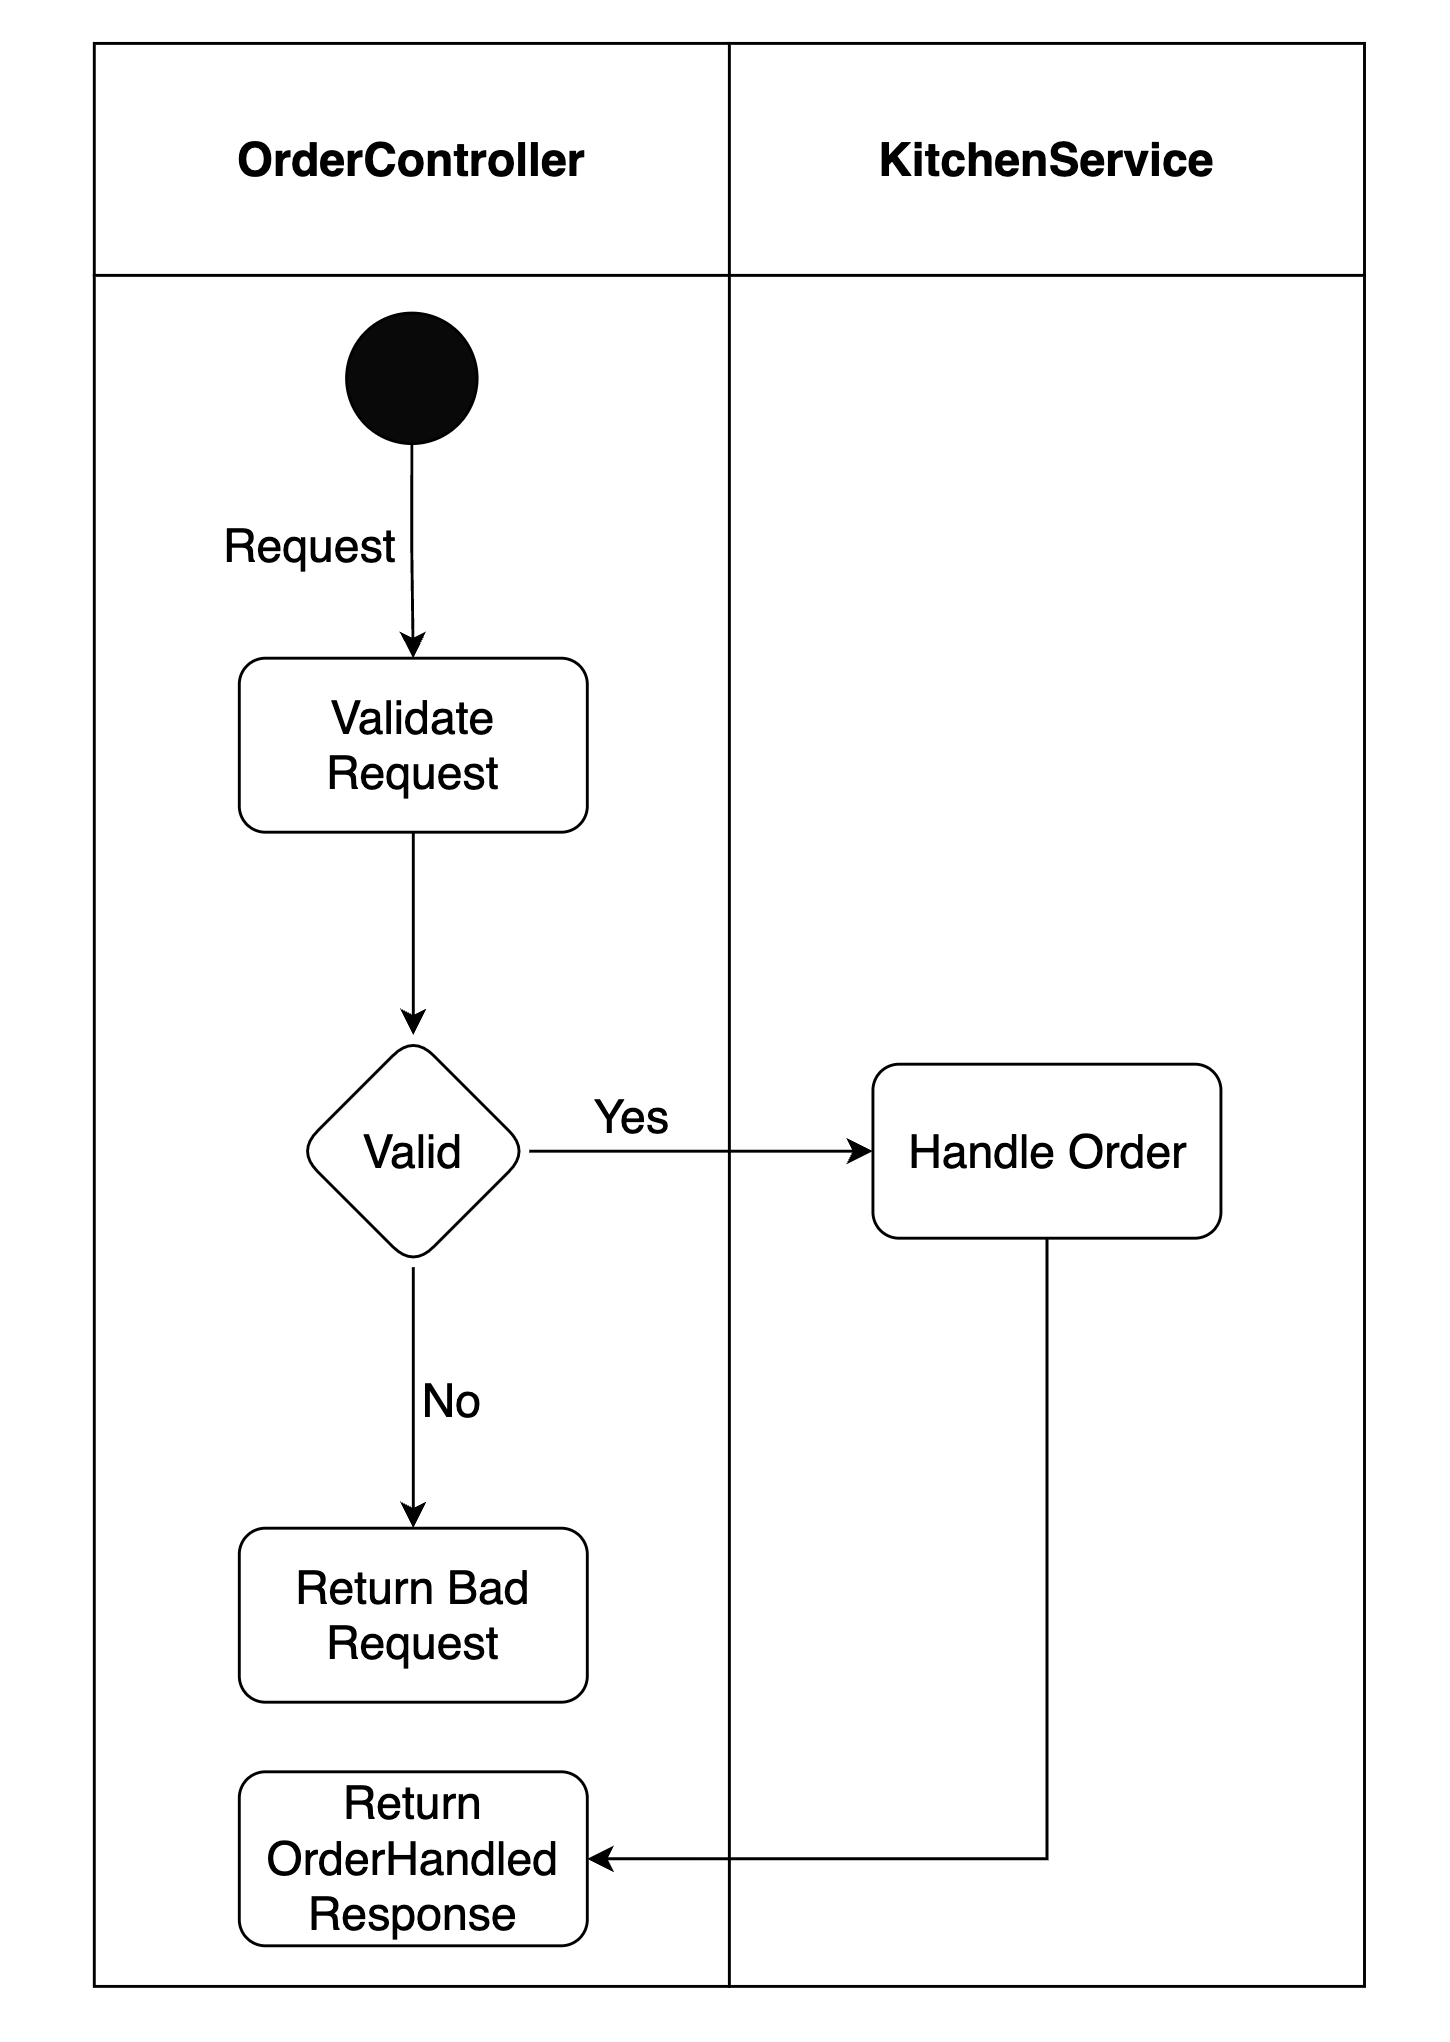 OrderController
KitchenService
Request
Validate
Request
Valid
Yes
Handle Order
No
Return Bad
Request
Return
OrderHandled
Response